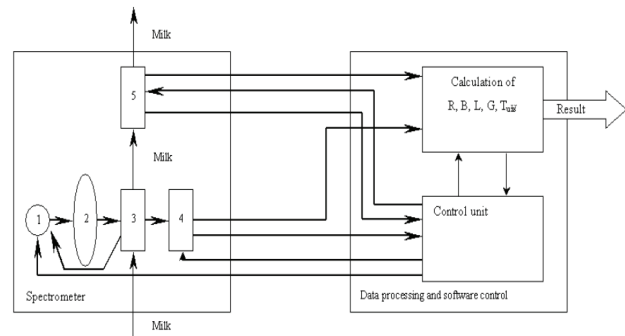 Milk
5
Calculation of
R, B, L, G,
Result
Milk
1
2
3
4
Control unit
Spectrometer
Data processing and software control
Milk